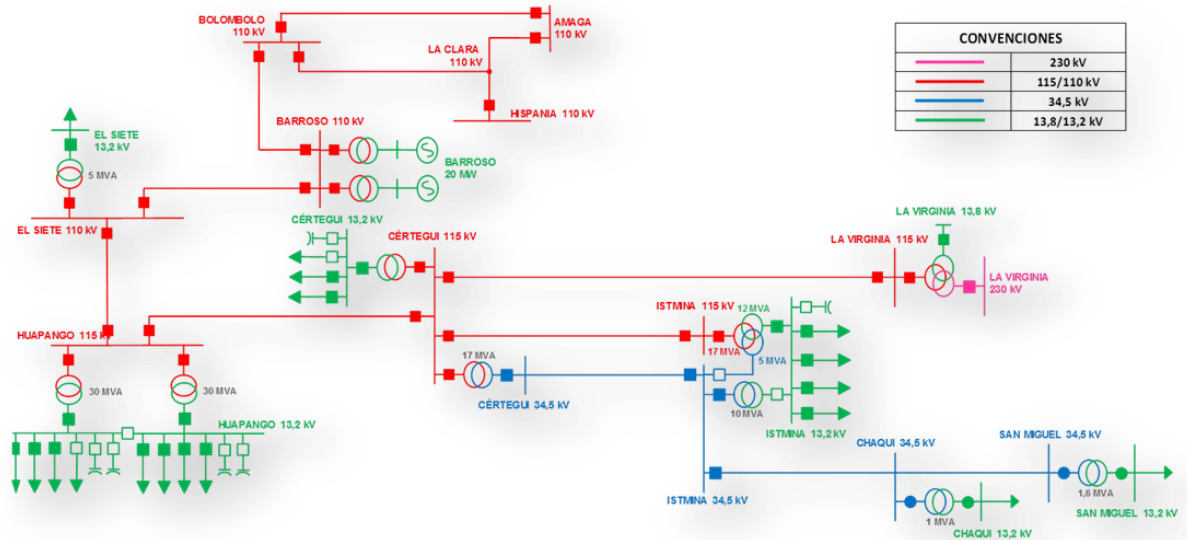 BOLOMBOLO
110 kV
AMAGA
110 kV
LA CLARA
110 kV
HISPANIA 110 kV
CONVENCIONES
230 kV
115/110 kV
34,5 kV
13,8/13,2 kV
EL SIETE
13,2 kV
5 MVA
BARROSO 110 kV
BARROSO
20 MW
EL SIETE 110 kV
CÉRTEGUI 13,2 kV
CÉRTEGUI 115 kV
LA VIRGINIA 13,8 kV
LA VIRGINIA 115 kV
LA VIRGINIA
230 kV
HUAPANGO 115 kV
30 MVA
30 MVA
HUAPANGO 13,2 kV
ISTMINA 115 kV
12 MVA
17 MVA
5 MVA
17 MVA
CÉRTEGUI 34,5 kV
10 MVA
ISTMINA 13,2 kV
ISTMINA 34,5 kV
CHAQUI 34,5 kV
SAN MIGUEL 34,5 kV
1 MVA
CHAQUI 13,2 kV
1,6 MVA
SAN MIGUEL 13,2 kV